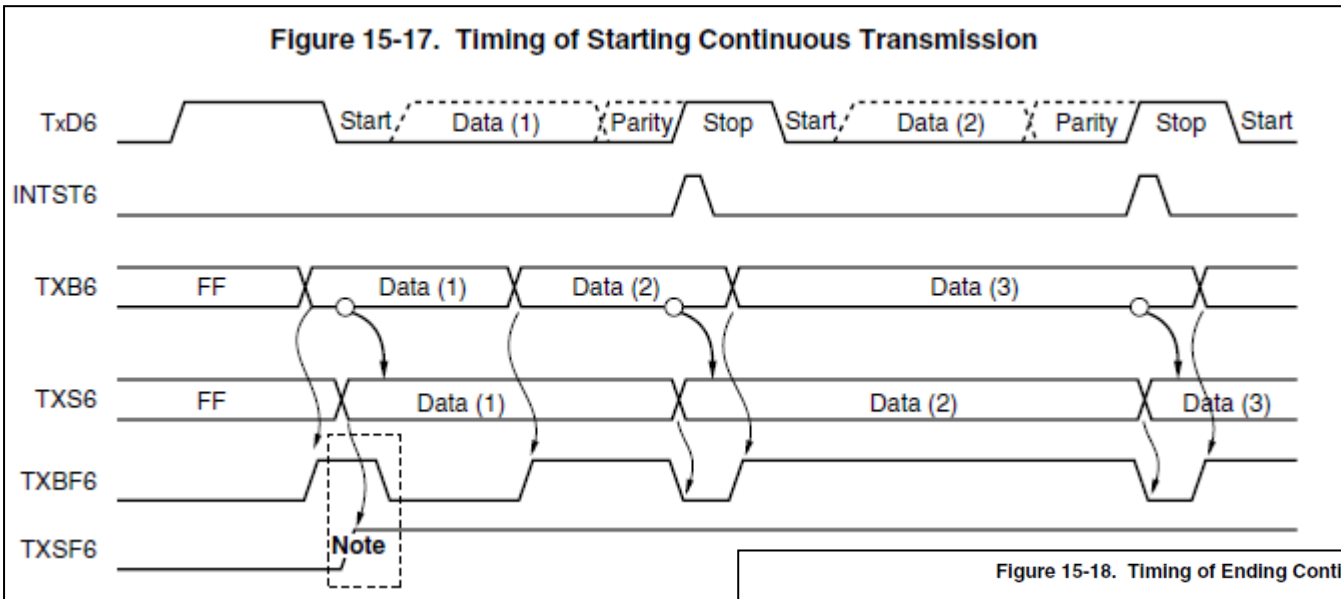 Figure 15-17. Timing of Starting Continuous Transmission
TxD6 Start Data (1) Parity Stop Start Data (2) Parity Stop Start
INTST6
TXB6 FF Data (1) Data (2) Data (3)
TXS6 FF Data (1) Data (2) Data (3)
TXBF6
TXSF6 Note
Figure 15-18. Timing of Ending Conti